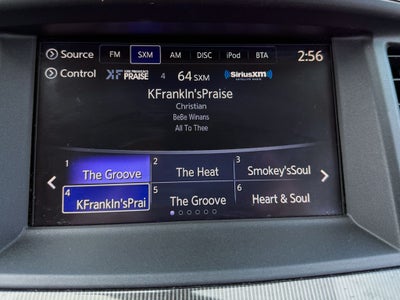 Source FM SXM AM DISC iPod BTA 2:56
Control KF PRAISE 4 64 SXM SiriusXM
KFrankln'sPraise
Christian
BeBe Winans
All To Thee
1 The Groove 2 The Heat 3 Smokey'sSoul
4 KFrankln'sPrai 5 The Groove 6 Heart & Soul